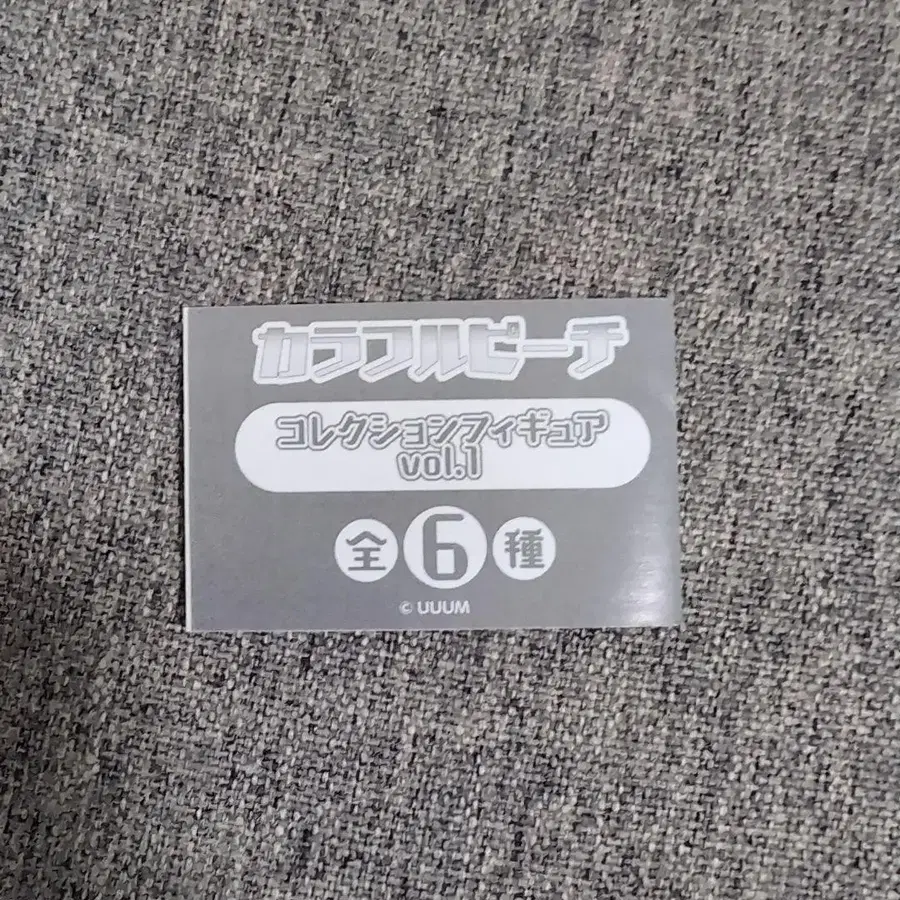 カラフルピーチ
コレクションフィギュア
vol.1
全6種
© UUUM